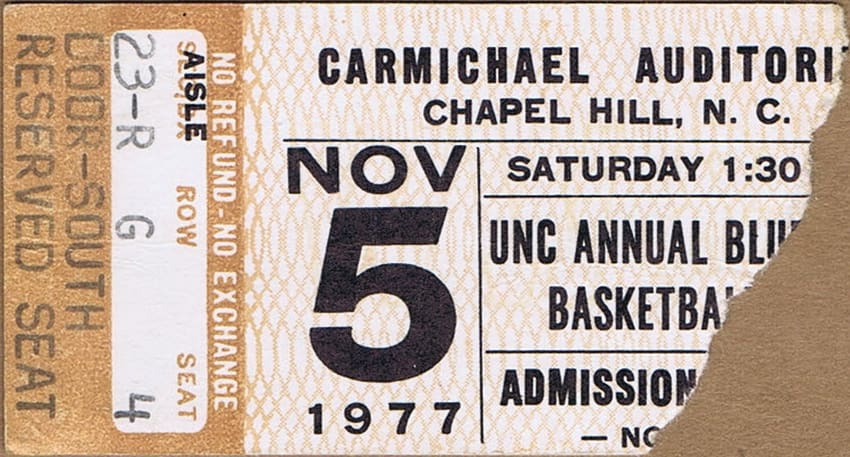 RESERVED SEAT
DOOR-SOUTH
23-R G 4
AISLE ROW SEAT
NO REFUND - NO EXCHANGE
CARMICHAEL AUDITORI
CHAPEL HILL, N. C.
NOV
5
1977
SATURDAY 1:30
UNC ANNUAL BLU
BASKETBA
ADMISSION
— NO